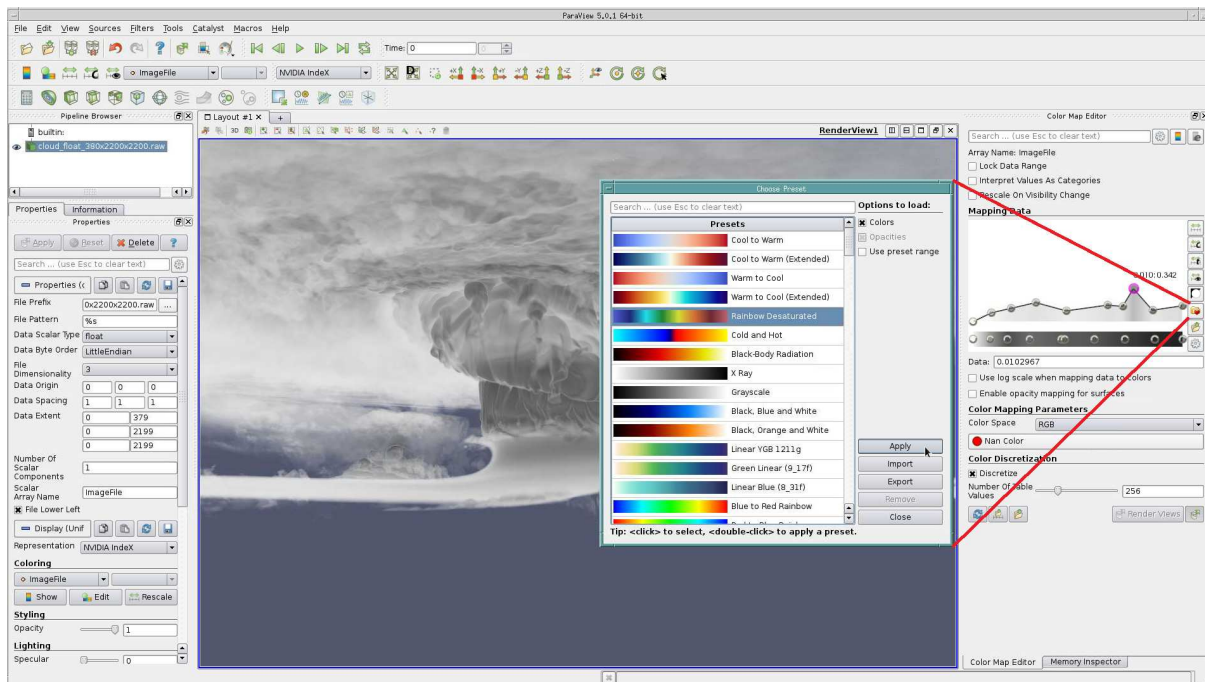 ParaView 5.0.1 64-bit
File Edit View Sources Filters Tools Catalyst Macros Help
Time: 0 0
ImageFile NVIDIA IndeX
Pipeline Browser
builtin:
cloud_float_380x2200x2200.raw
Properties Information
Properties
Apply Reset Delete ?
Search ... (use Esc to clear text)
Properties (c
File Prefix 0x2200x2200.raw ...
File Pattern %s
Data Scalar Type float
Data Byte Order LittleEndian
File
Dimensionality 3
Data Origin 0 0 0
Data Spacing 1 1 1
Data Extent 0 379
0 2199
0 2199
Number Of
Scalar 1
Components
Scalar
Array Name ImageFile
File Lower Left
Display (Unif
Representation NVIDIA IndeX
Coloring
ImageFile
Show Edit Rescale
Styling
Opacity 1
Lighting
Specular 0
Layout #1 × +
3D
RenderView1
Choose Preset
Search ... (use Esc to clear text)
Presets
Cool to Warm
Cool to Warm (Extended)
Warm to Cool
Warm to Cool (Extended)
Rainbow Desaturated
Cold and Hot
Black-Body Radiation
X Ray
Grayscale
Black, Blue and White
Black, Orange and White
Linear YGB 1211g
Green Linear (9_17f)
Linear Blue (8_31f)
Blue to Red Rainbow
Options to load:
Colors
Opacities
Use preset range
Apply
Import
Export
Remove
Close
Tip: <click> to select, <double-click> to apply a preset.
Color Map Editor
Search ... (use Esc to clear text)
Array Name: ImageFile
Lock Data Range
Interpret Values As Categories
Rescale On Visibility Change
Mapping Data
0.010:0.342
Data: 0.0102967
Use log scale when mapping data to colors
Enable opacity mapping for surfaces
Color Mapping Parameters
Color Space RGB
Nan Color
Color Discretization
Discretize
Number Of Table
Values 256
Render Views
Color Map Editor Memory Inspector